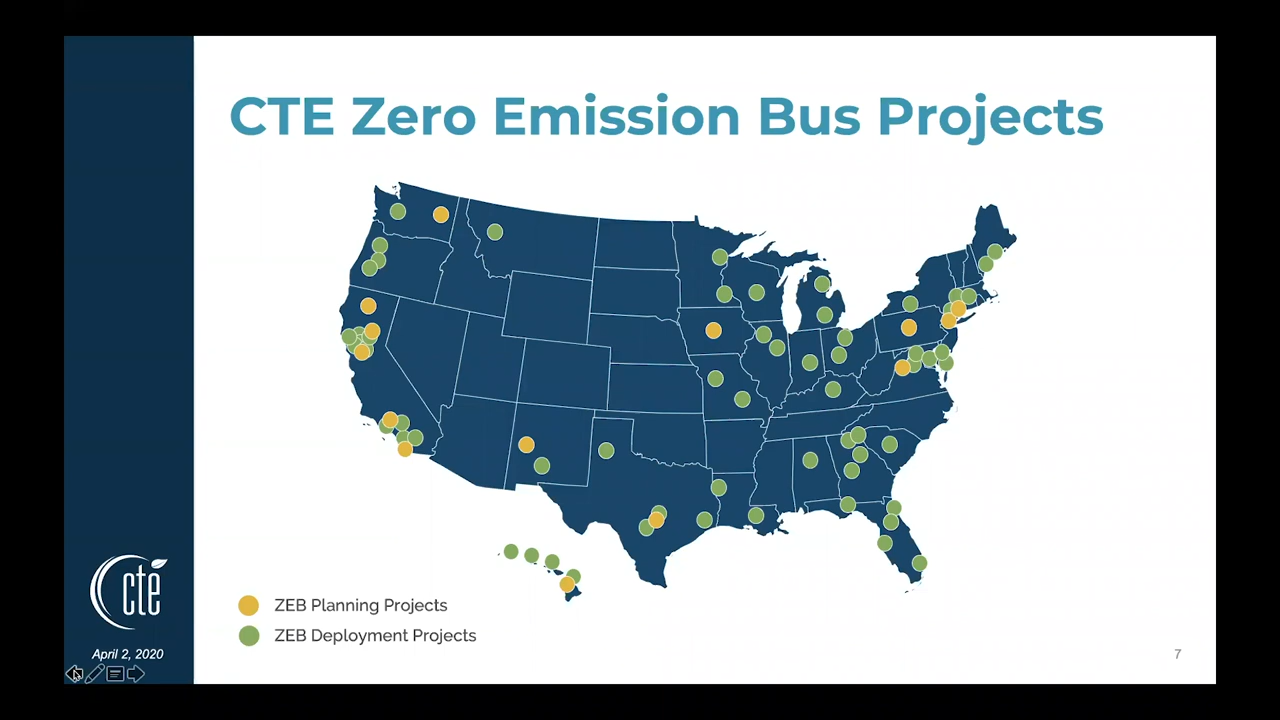 CTE Zero Emission Bus Projects
ZEB Planning Projects
ZEB Deployment Projects
cte
April 2, 2020
7